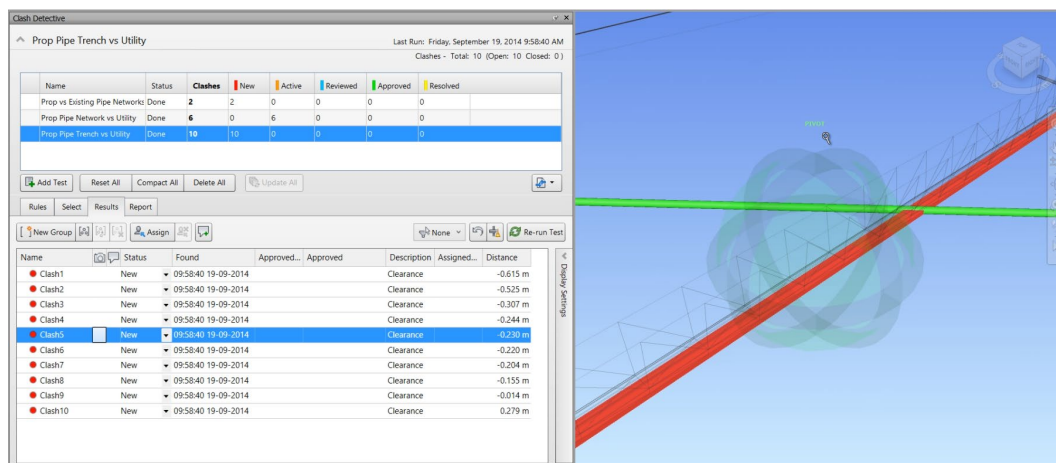 Clash Detective
Prop Pipe Trench vs Utility
Last Run: Friday, September 19, 2014 9:58:40 AM
Clashes - Total: 10 (Open: 10 Closed: 0 )
Name Status Clashes New Active Reviewed Approved Resolved
Prop vs Existing Pipe Networks Done 2 2 0 0 0 0
Prop Pipe Network vs Utility Done 6 0 6 0 0 0
Prop Pipe Trench vs Utility Done 10 10 0 0 0 0
Add Test Reset All Compact All Delete All Update All
Rules Select Results Report
New Group Assign None Re-run Test
Name Status Found Approved... Approved Description Assigned... Distance
Clash1 New 09:58:40 19-09-2014 Clearance -0.615 m
Clash2 New 09:58:40 19-09-2014 Clearance -0.525 m
Clash3 New 09:58:40 19-09-2014 Clearance -0.307 m
Clash4 New 09:58:40 19-09-2014 Clearance -0.244 m
Clash5 New 09:58:40 19-09-2014 Clearance -0.230 m
Clash6 New 09:58:40 19-09-2014 Clearance -0.220 m
Clash7 New 09:58:40 19-09-2014 Clearance -0.204 m
Clash8 New 09:58:40 19-09-2014 Clearance -0.155 m
Clash9 New 09:58:40 19-09-2014 Clearance -0.014 m
Clash10 New 09:58:40 19-09-2014 Clearance 0.279 m
Display Settings
PIVOT